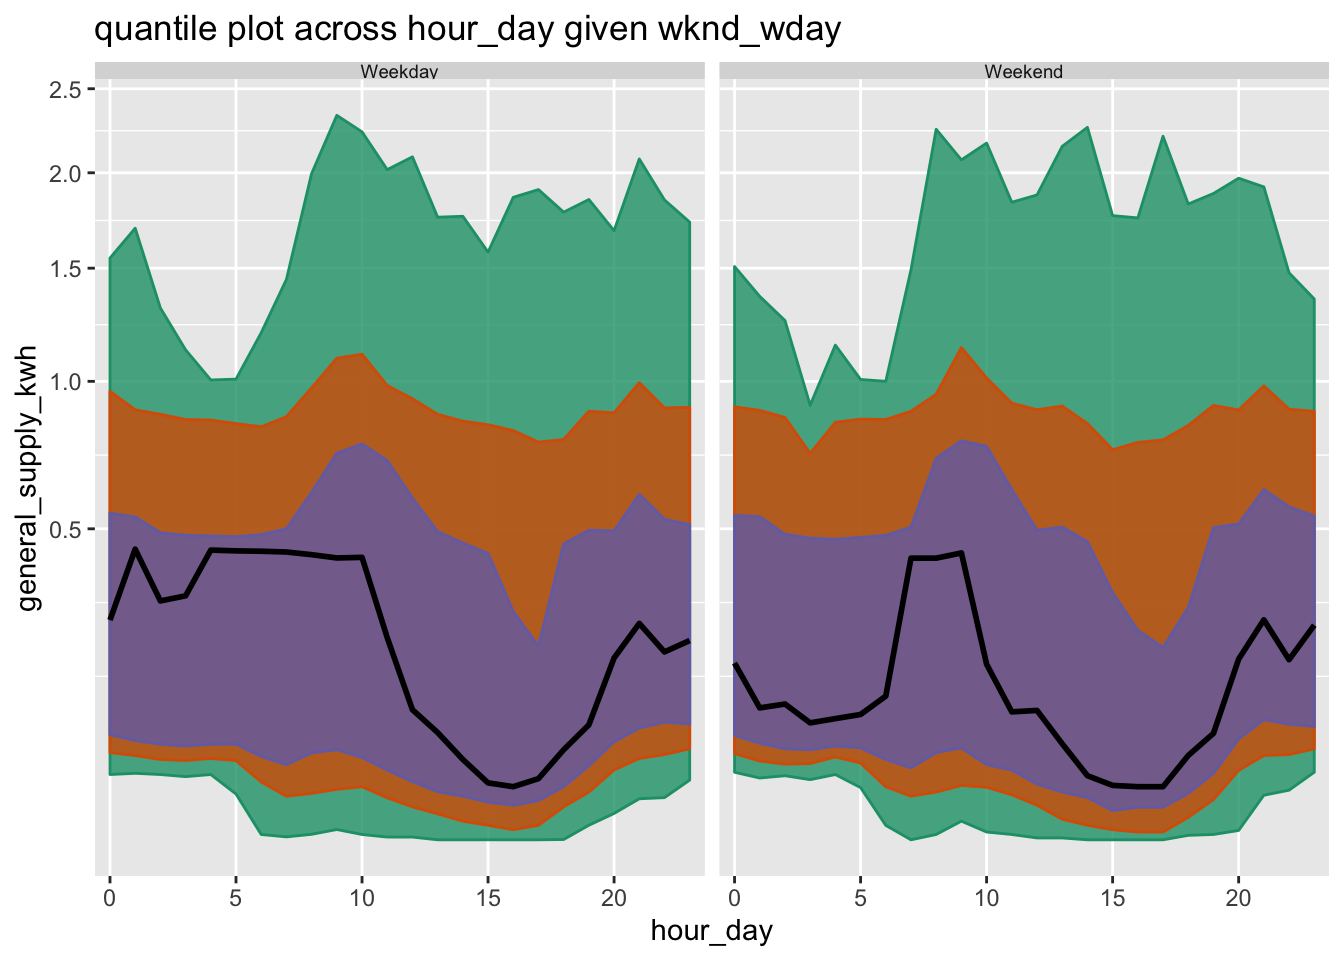 quantile plot across hour_day given wknd_wday
Weekday
Weekend
2.5
2.0
1.5
1.0
0.5
general_supply_kwh
0 5 10 15 20
0 5 10 15 20
hour_day